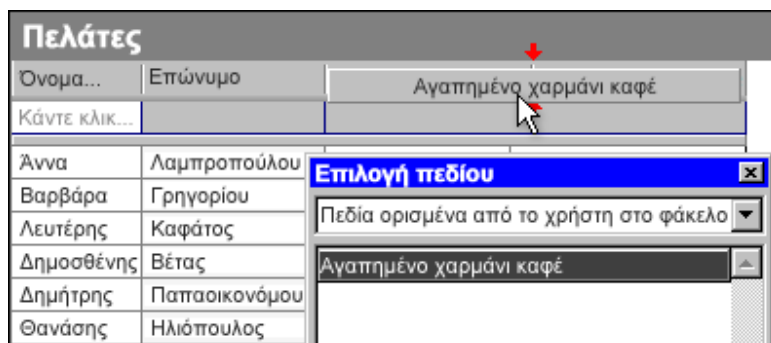 Πελάτες
Όνομα... Επώνυμο Αγαπημένο χαρμάνι καφέ
Κάντε κλικ...
Άννα Λαμπροπούλου
Επιλογή πεδίου
Βαρβάρα Γρηγορίου
Πεδία ορισμένα από το χρήστη στο φάκελο
Λευτέρης Καφάτος
Δημοσθένης Βέτας
Αγαπημένο χαρμάνι καφέ
Δημήτρης Παπαοικονόμου
Θανάσης Ηλιόπουλος